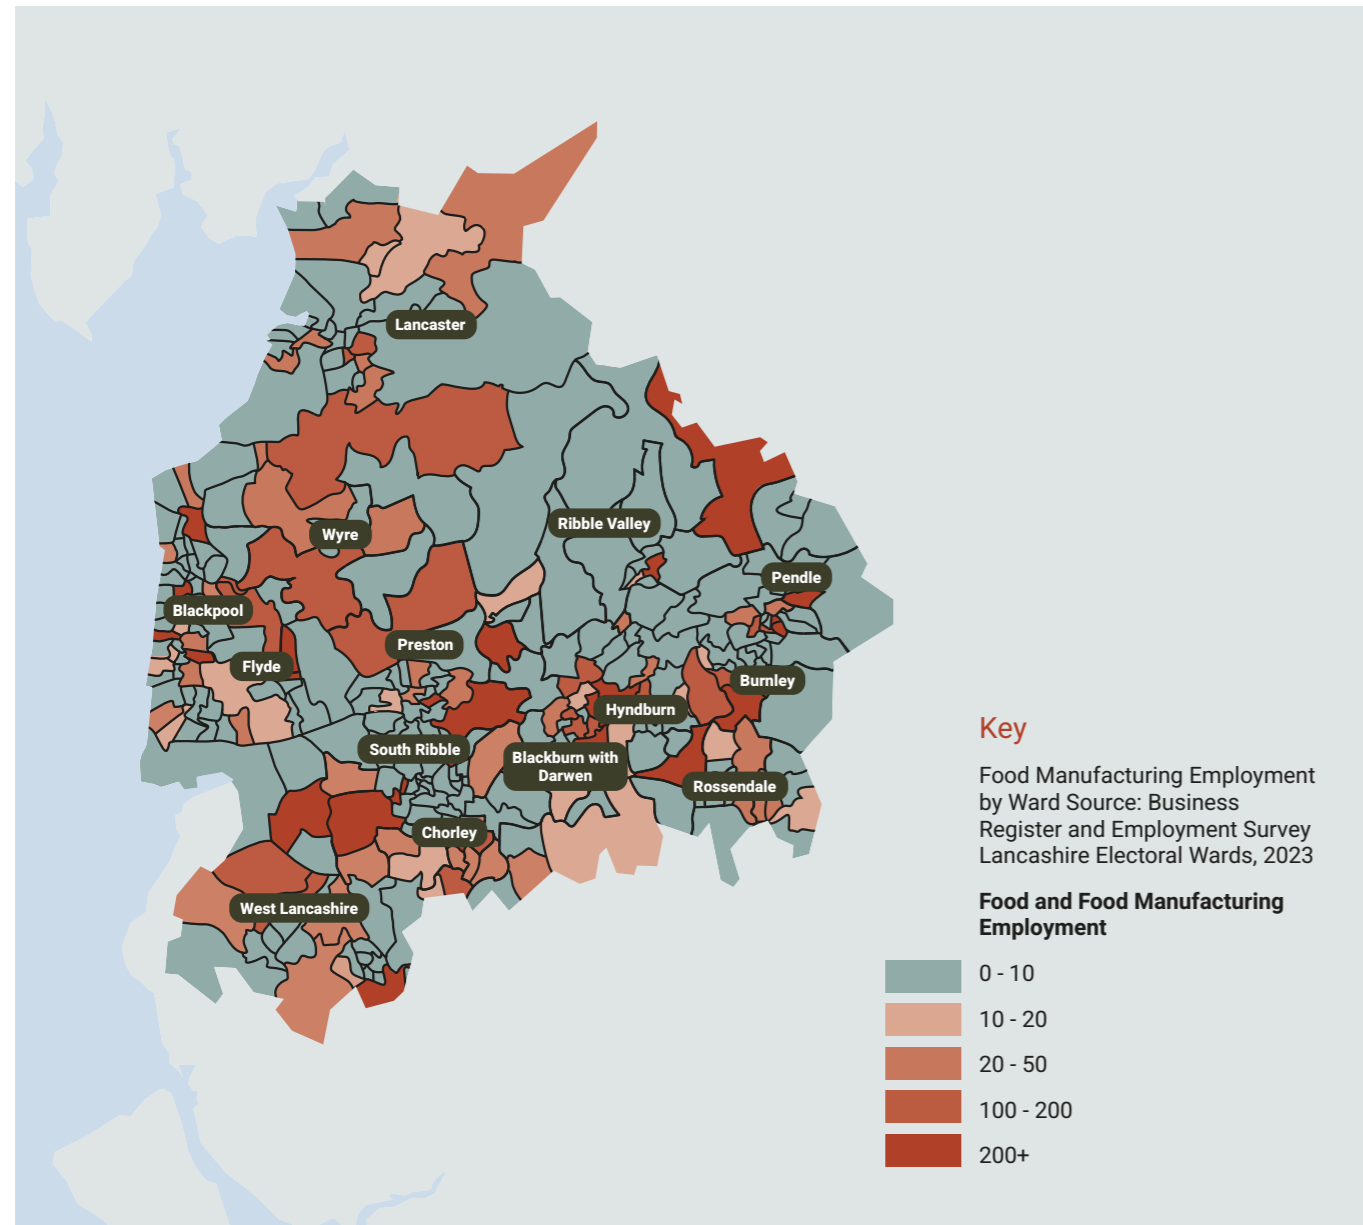 Lancaster
Ribble Valley
Wyre
Pendle
Blackpool
Preston
Flyde
Burnley
Hyndburn
South Ribble
Blackburn with
Darwen
Rossendale
Chorley
West Lancashire
Key
Food Manufacturing Employment
by Ward Source: Business
Register and Employment Survey
Lancashire Electoral Wards, 2023
Food and Food Manufacturing
Employment
0 - 10
10 - 20
20 - 50
100 - 200
200+